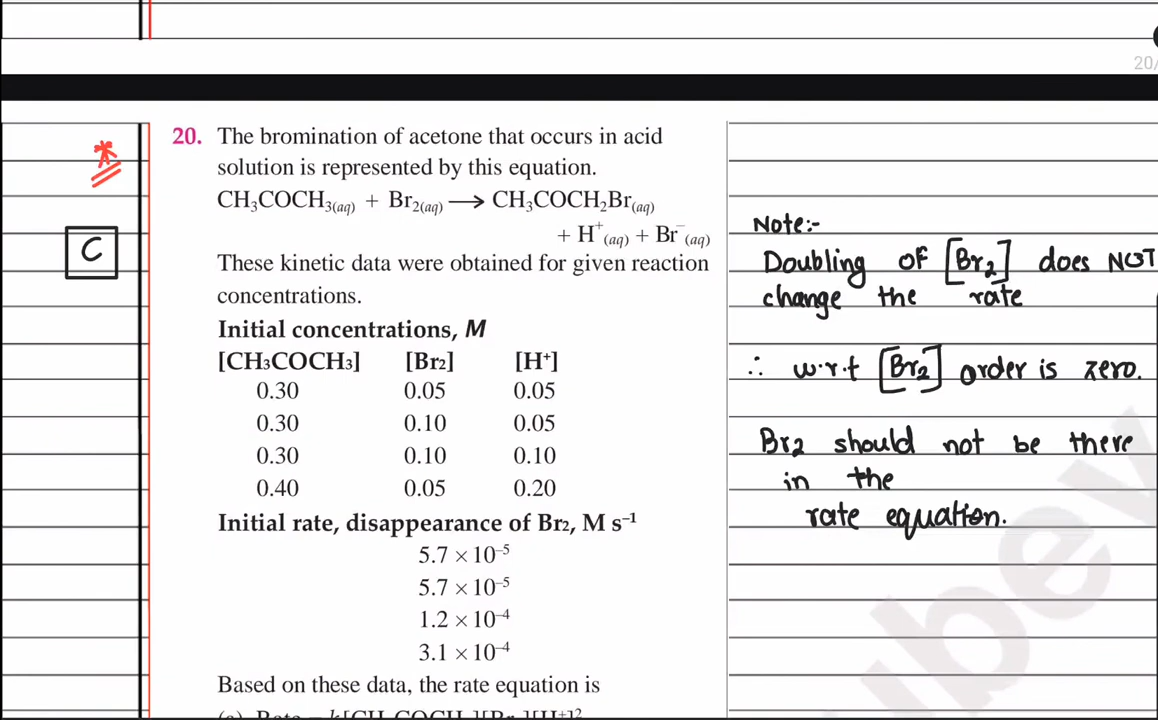 20/
20. The bromination of acetone that occurs in acid
solution is represented by this equation.
CH₃COCH₃(aq) + Br₂(aq) ⟶ CH₃COCH₂Br(aq)
+ H⁺(aq) + Br⁻(aq)
These kinetic data were obtained for given reaction
concentrations.
Initial concentrations, M
[CH₃COCH₃] [Br₂] [H⁺]
0.30 0.05 0.05
0.30 0.10 0.05
0.30 0.10 0.10
0.40 0.05 0.20
Initial rate, disappearance of Br₂, M s⁻¹
5.7 × 10⁻⁵
5.7 × 10⁻⁵
1.2 × 10⁻⁴
3.1 × 10⁻⁴
Based on these data, the rate equation is
C
Note:-
Doubling of [Br₂] does NOT
change the rate
∴ w.r.t [Br₂] order is zero.
Br₂ should not be there
in the
rate equation.
ubey